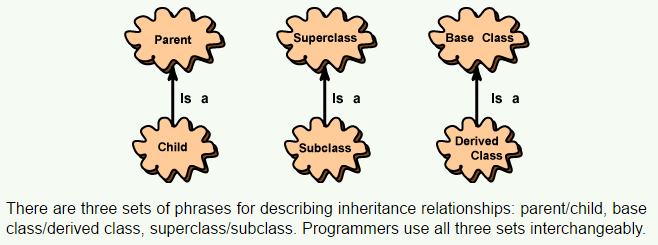 Parent Superclass Base Class
Is a Is a Is a
Child Subclass Derived Class
There are three sets of phrases for describing inheritance relationships: parent/child, base
class/derived class, superclass/subclass. Programmers use all three sets interchangeably.